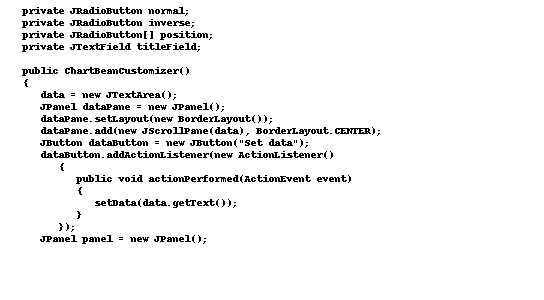 private JRadioButton normal;
private JRadioButton inverse;
private JRadioButton[] position;
private JTextField titleField;

public ChartBeanCustomizer()
{
   data = new JTextArea();
   JPanel dataPane = new JPanel();
   dataPane.setLayout(new BorderLayout());
   dataPane.add(new JScrollPane(data), BorderLayout.CENTER);
   JButton dataButton = new JButton("Set data");
   dataButton.addActionListener(new ActionListener()
      {
         public void actionPerformed(ActionEvent event)
         {
            setData(data.getText());
         }
      });
   JPanel panel = new JPanel();